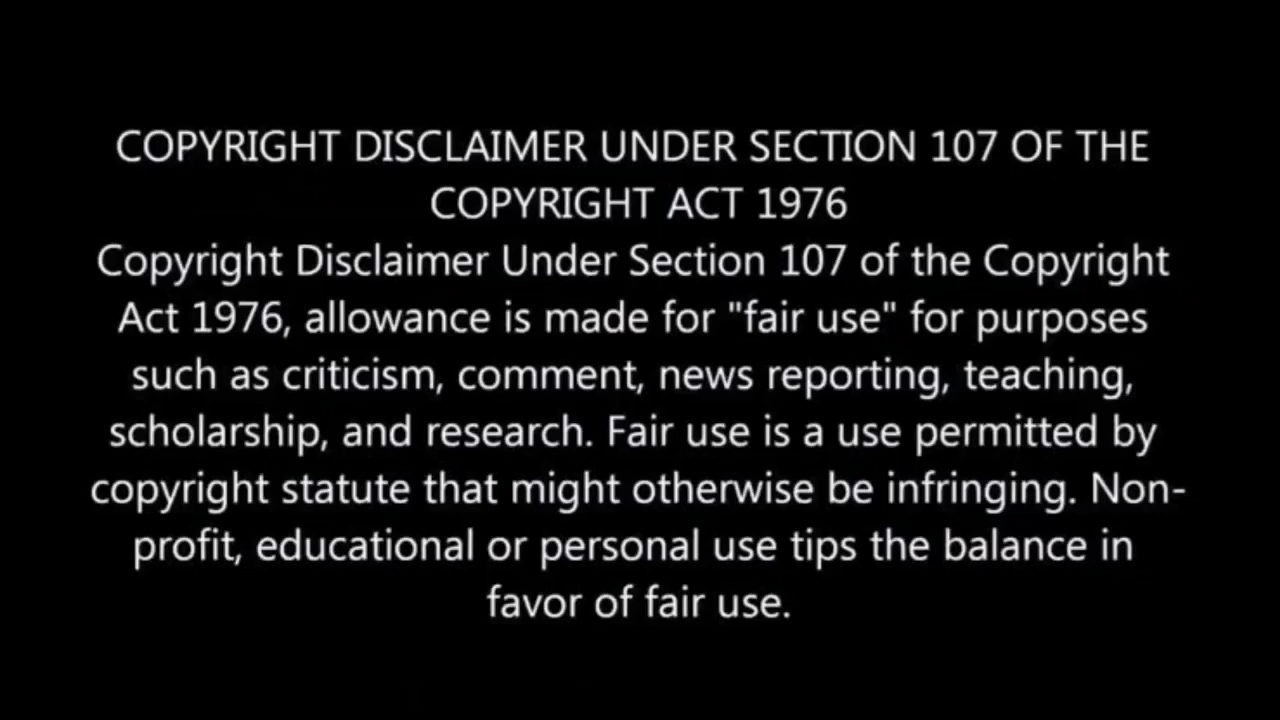 COPYRIGHT DISCLAIMER UNDER SECTION 107 OF THE
COPYRIGHT ACT 1976
Copyright Disclaimer Under Section 107 of the Copyright
Act 1976, allowance is made for "fair use" for purposes
such as criticism, comment, news reporting, teaching,
scholarship, and research. Fair use is a use permitted by
copyright statute that might otherwise be infringing. Non-
profit, educational or personal use tips the balance in
favor of fair use.